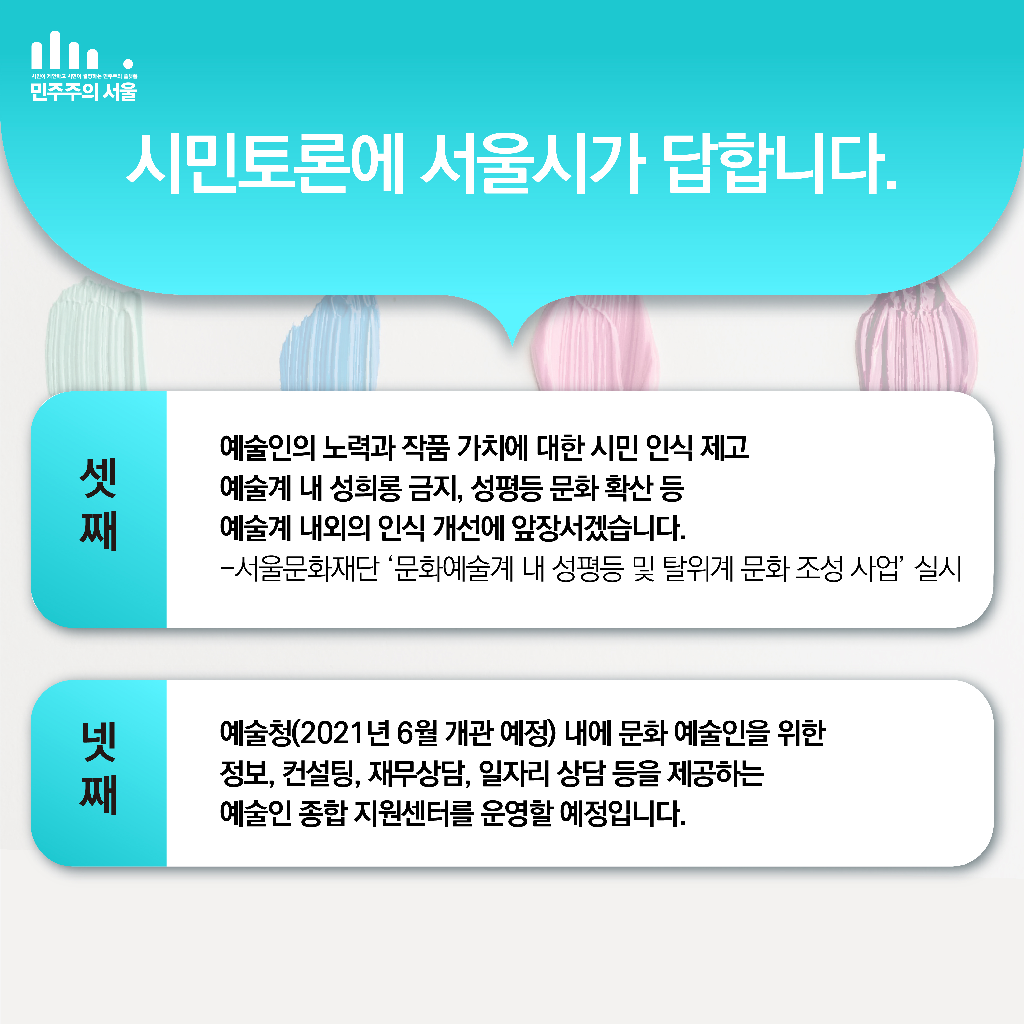 시민이 제안하고 시민이 결정하는 민주주의 플랫폼
민주주의 서울
시민토론에 서울시가 답합니다.
셋째
예술인의 노력과 작품 가치에 대한 시민 인식 제고
예술계 내 성희롱 금지, 성평등 문화 확산 등
예술계 내외의 인식 개선에 앞장서겠습니다.
-서울문화재단 ‘문화예술계 내 성평등 및 탈위계 문화 조성 사업’ 실시
넷째
예술청(2021년 6월 개관 예정) 내에 문화 예술인을 위한
정보, 컨설팅, 재무상담, 일자리 상담 등을 제공하는
예술인 종합 지원센터를 운영할 예정입니다.